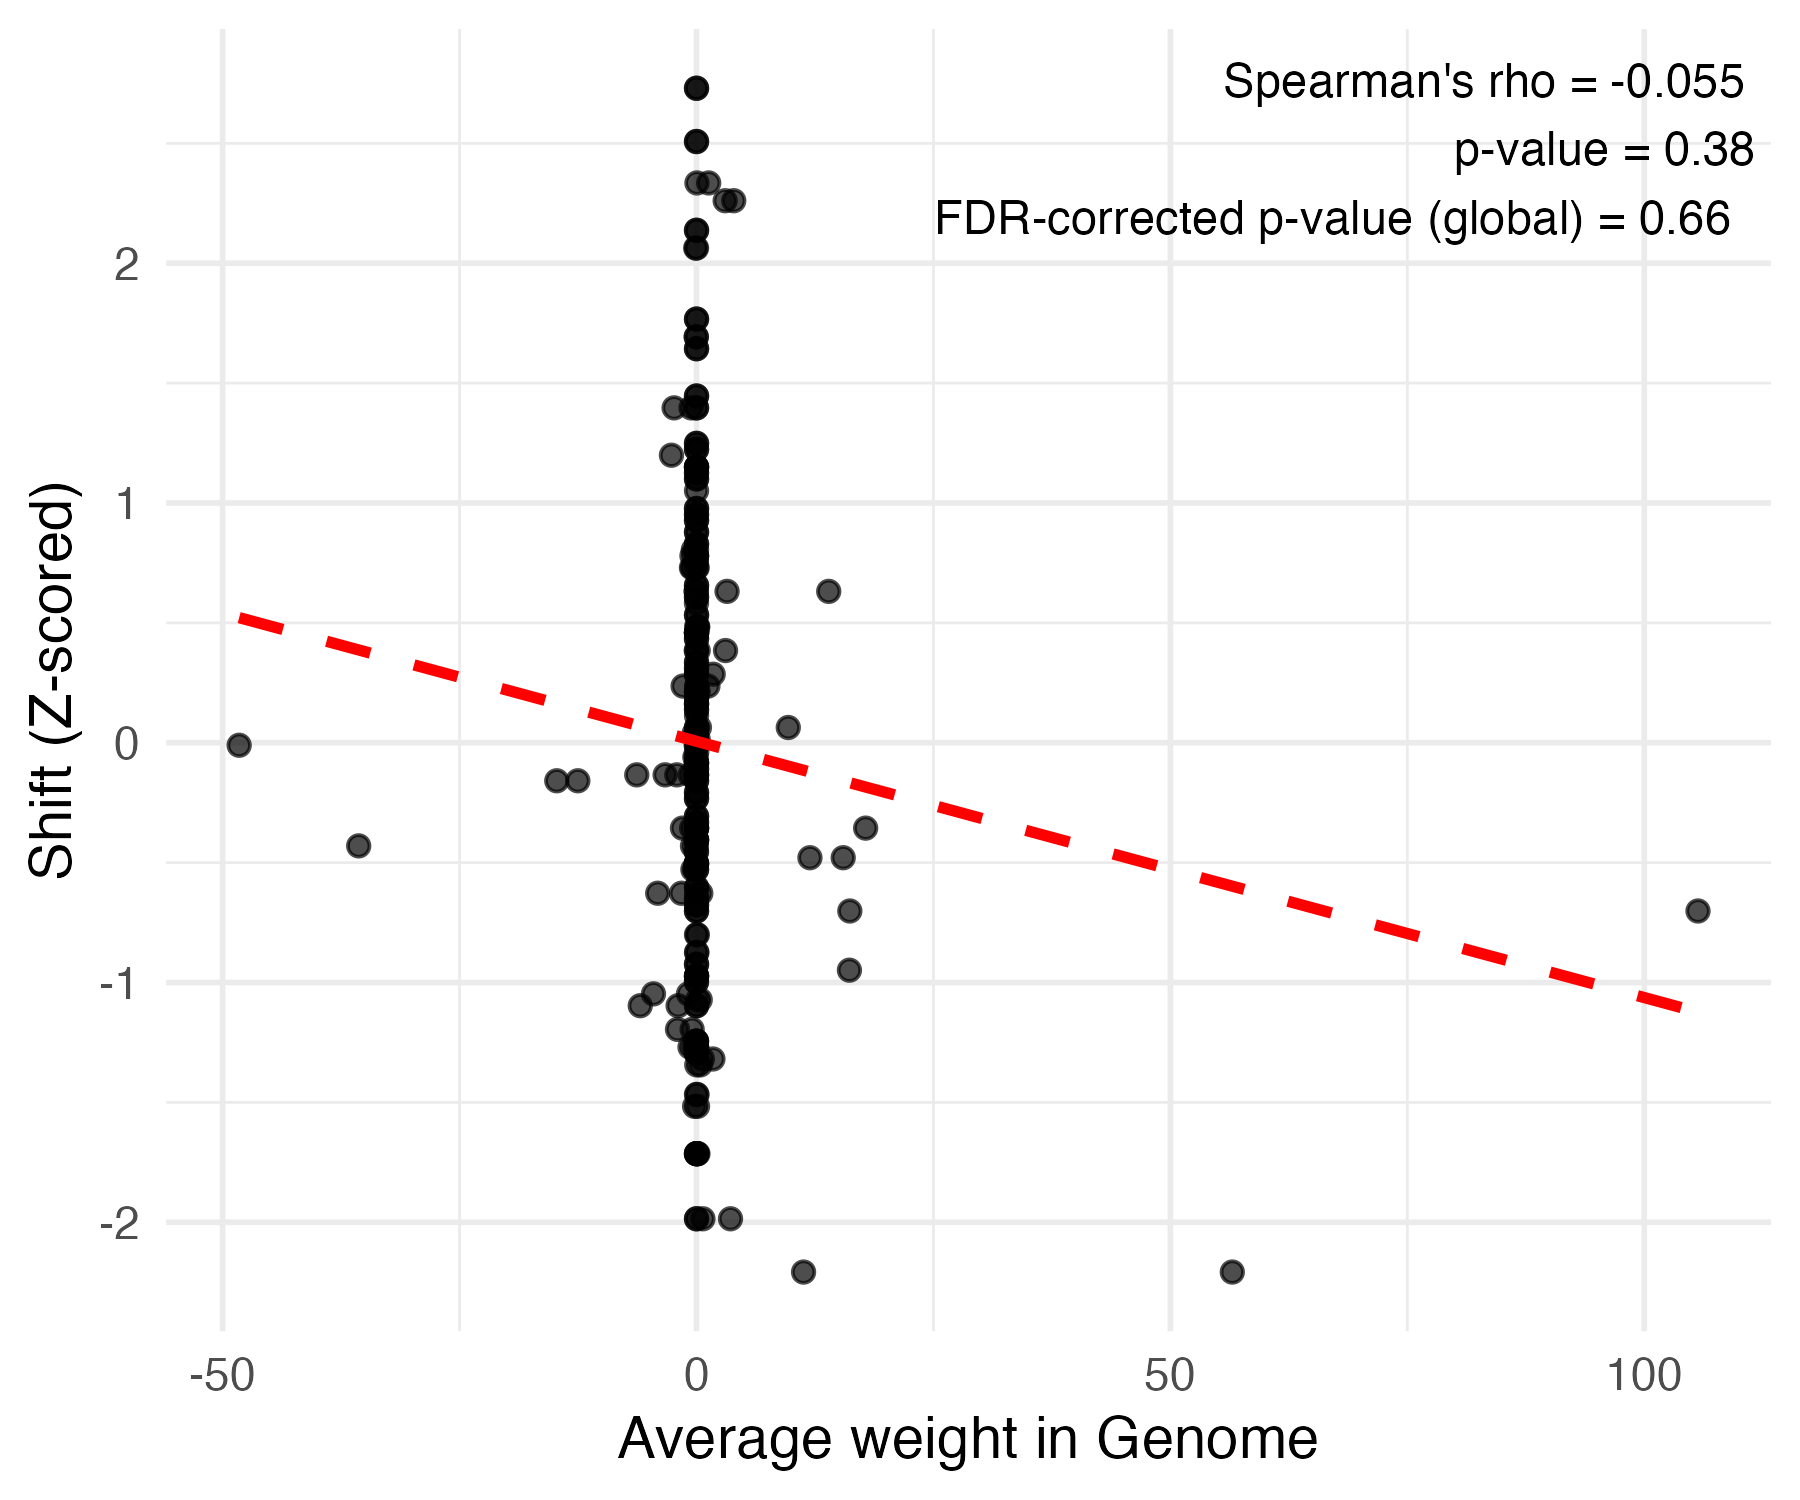 Spearman's rho = -0.055
p-value = 0.38
FDR-corrected p-value (global) = 0.66
2
1
0
-1
-2
Shift (Z-scored)
-50 0 50 100
Average weight in Genome